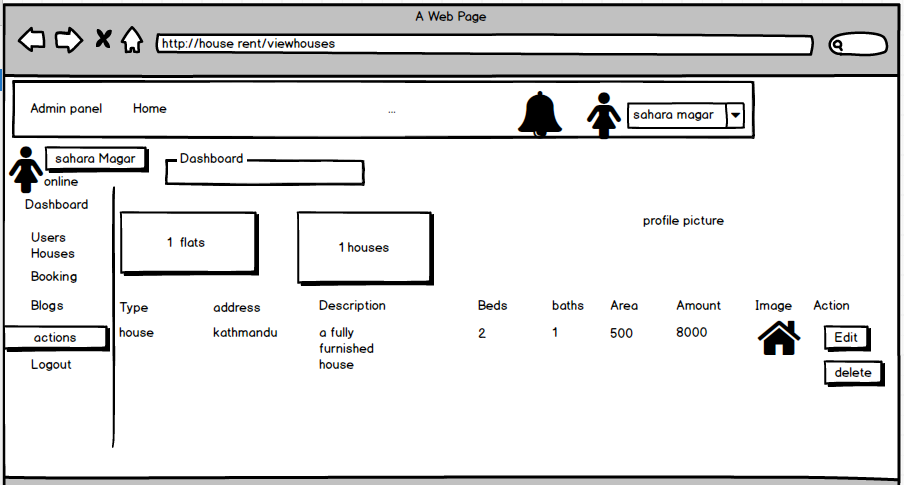 A Web Page
http://house rent/viewhouses
Admin panel Home ... sahara magar
sahara Magar
online
Dashboard
Dashboard
Users
Houses
Booking
Blogs
actions
Logout
1 flats
1 houses
profile picture
Type address Description Beds baths Area Amount Image Action
house kathmandu a fully 2 1 500 8000 Edit
furnished
house
delete